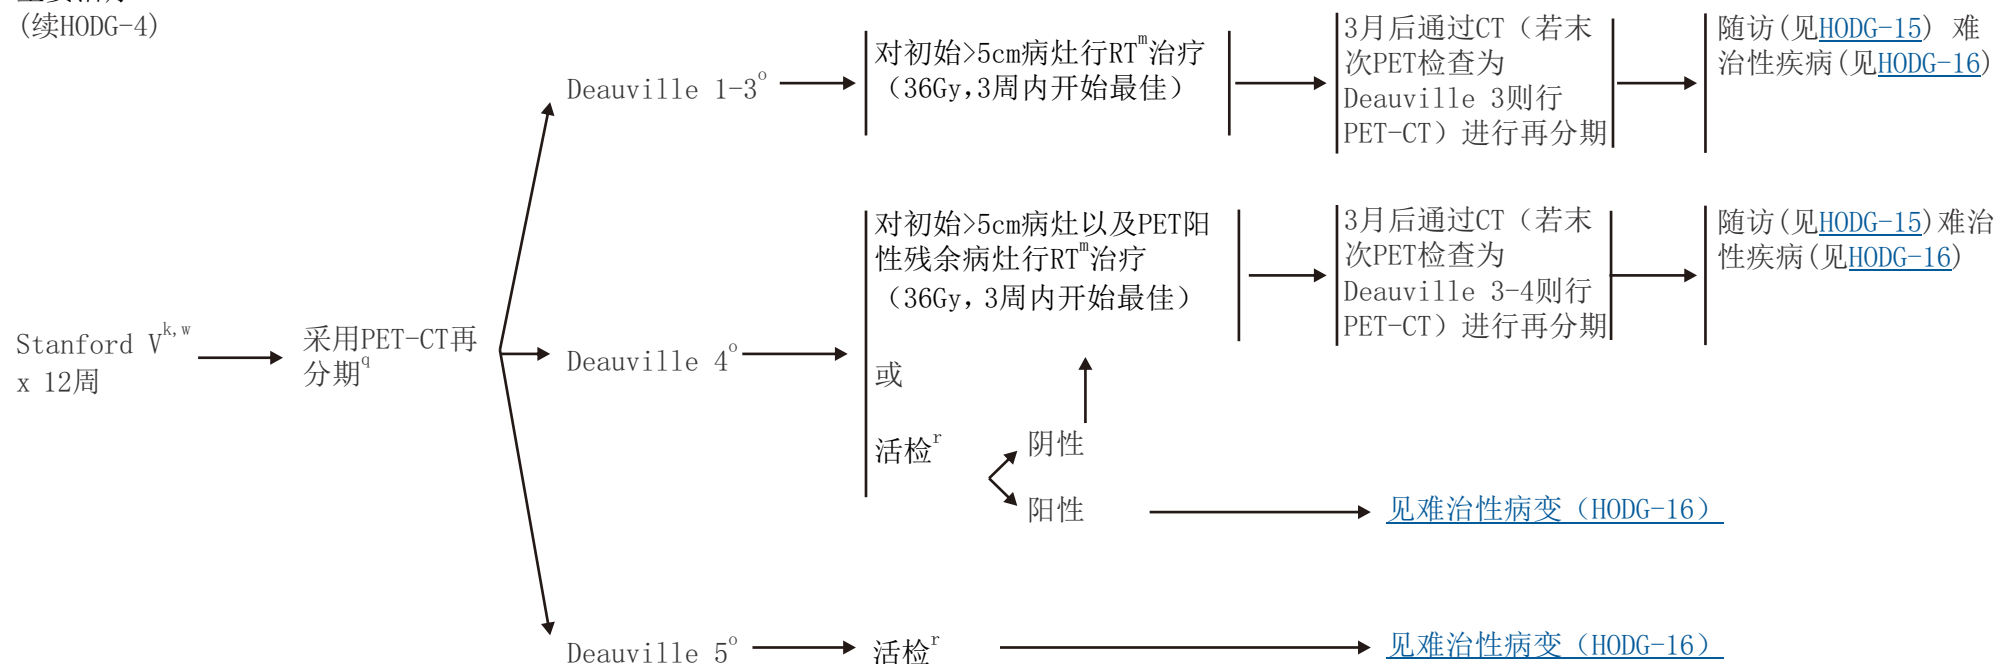 (续HODG-4)
Stanford V^k,w
x 12周
采用PET-CT再
分期^q
Deauville 1-3^o
对初始>5cm病灶行RT^m治疗
（36Gy,3周内开始最佳）
3月后通过CT（若末
次PET检查为
Deauville 3则行
PET-CT）进行再分期
随访(见HODG-15) 难
治性疾病(见HODG-16)
Deauville 4^o
对初始>5cm病灶以及PET阳
性残余病灶行RT^m治疗
（36Gy，3周内开始最佳）
或
活检^r
阴性
阳性
3月后通过CT（若末
次PET检查为
Deauville 3-4则行
PET-CT）进行再分期
随访(见HODG-15)难治
性疾病(见HODG-16)
见难治性病变（HODG-16）
Deauville 5^o
活检^r
见难治性病变（HODG-16）